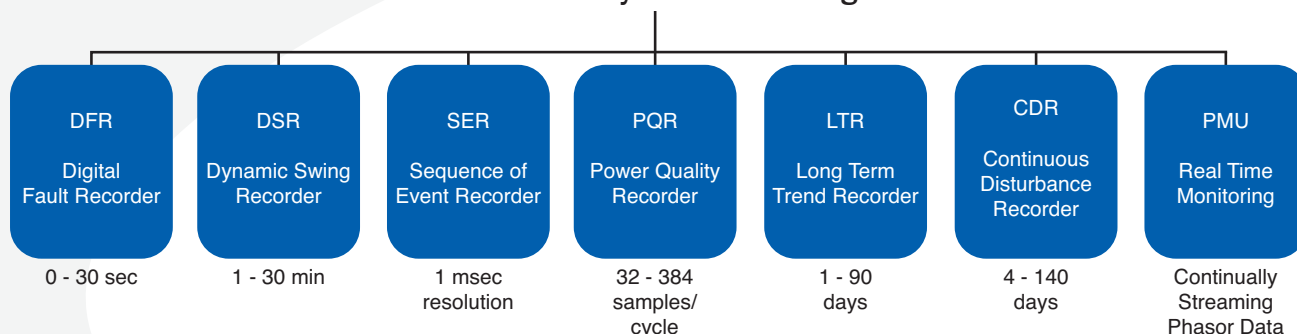 DFR
Digital
Fault Recorder
0 - 30 sec
DSR
Dynamic Swing
Recorder
1 - 30 min
SER
Sequence of
Event Recorder
1 msec
resolution
PQR
Power Quality
Recorder
32 - 384
samples/
cycle
LTR
Long Term
Trend Recorder
1 - 90
days
CDR
Continuous
Disturbance
Recorder
4 - 140
days
PMU
Real Time
Monitoring
Continually
Streaming
Phasor Data